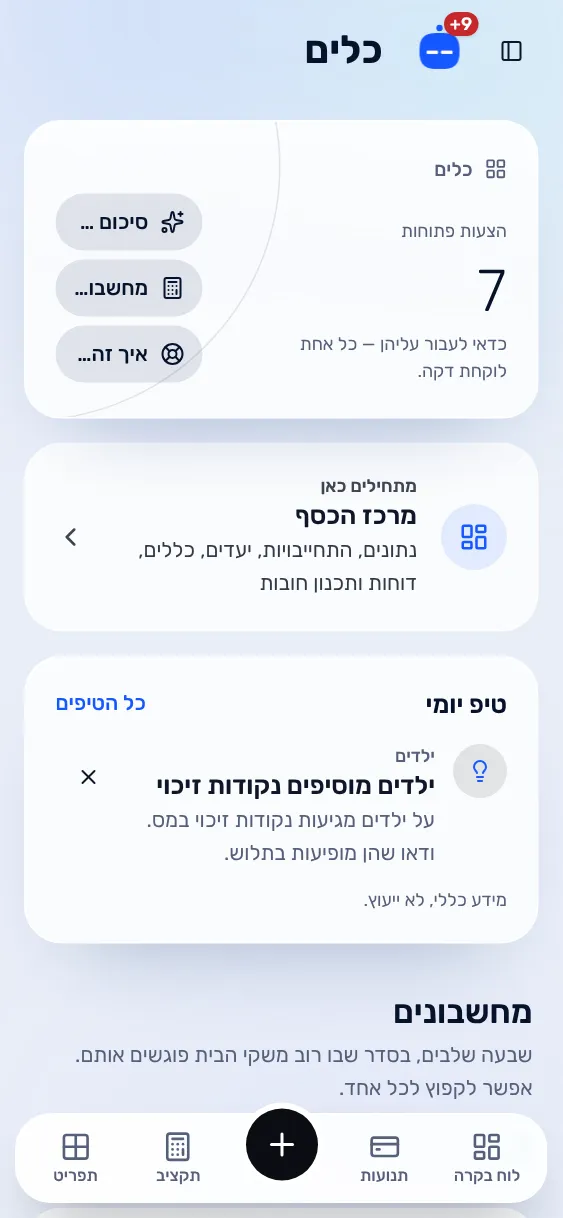 +9
כלים
כלים
הצעות פתוחות
7
כדאי לעבור עליהן – כל אחת
לוקחת דקה.
סיכום ...
מחשבו...
איך זה...
מתחילים כאן
מרכז הכסף
נתונים, התחייבויות, יעדים, כללים,
דוחות ותכנון חובות
טיפ יומי
כל הטיפים
ילדים
ילדים מוסיפים נקודות זיכוי
על ילדים מגיעות נקודות זיכוי במס.
ודאו שהן מופיעות בתלוש.
מידע כללי, לא ייעוץ.
מחשבונים
שבעה שלבים, בסדר שבו רוב משקי הבית פוגשים אותם.
אפשר לקפוץ לכל אחד.
לוח בקרה
תנועות
תקציב
תפריט